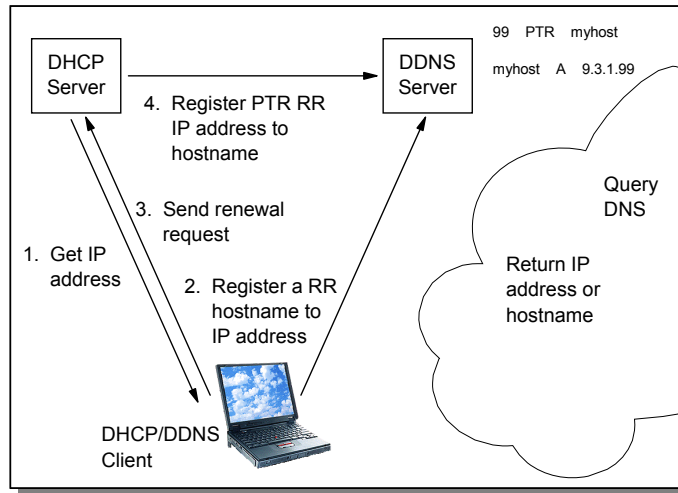 DHCP
Server
DDNS
Server
99 PTR myhost
myhost A 9.3.1.99
4. Register PTR RR
IP address to
hostname
3. Send renewal
request
1. Get IP
address
2. Register a RR
hostname to
IP address
Query
DNS
Return IP
address or
hostname
DHCP/DDNS
Client